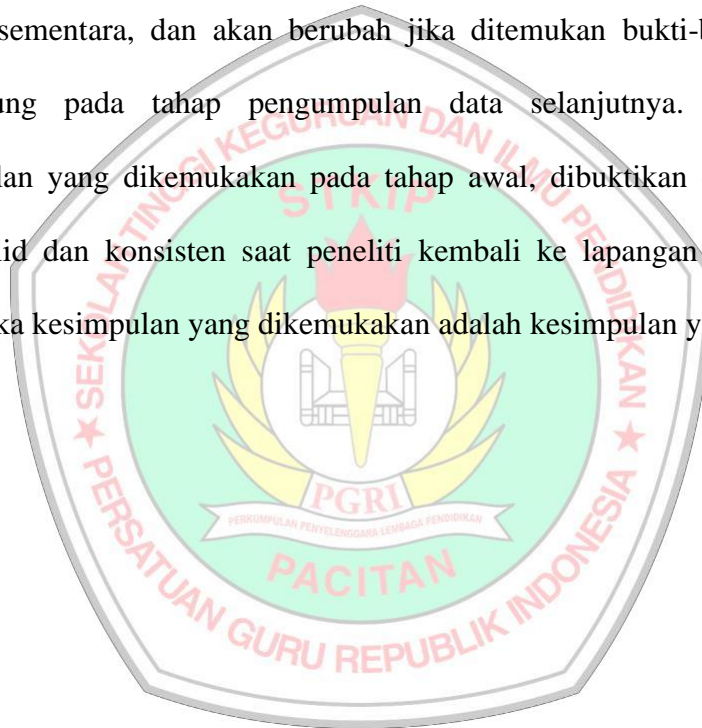 sementara, dan akan berubah jika ditemukan bukti-b
ung pada tahap pengumpulan data selanjutnya.
lan yang dikemukakan pada tahap awal, dibuktikan
lid dan konsisten saat peneliti kembali ke lapangan
ka kesimpulan yang dikemukakan adalah kesimpulan y
SEKOLAH TINGGI KEGURUAN DAN ILMU PENDIDIKAN
STKIP
PGRI
PERKUMPULAN PENYELENGGARA LEMBAGA PENDIDIKAN
PACITAN
PERSATUAN GURU REPUBLIK INDONESIA